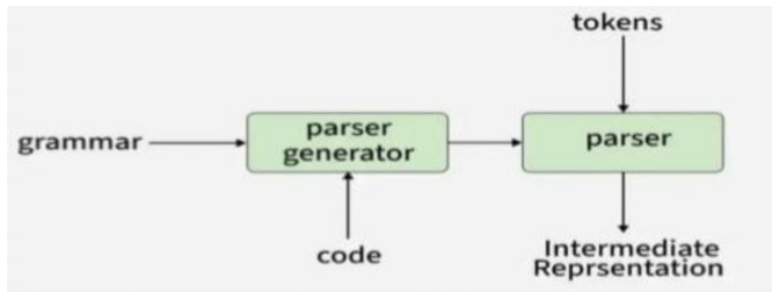 tokens
grammar
parser
generator
parser
code
Intermediate
Reprsentation